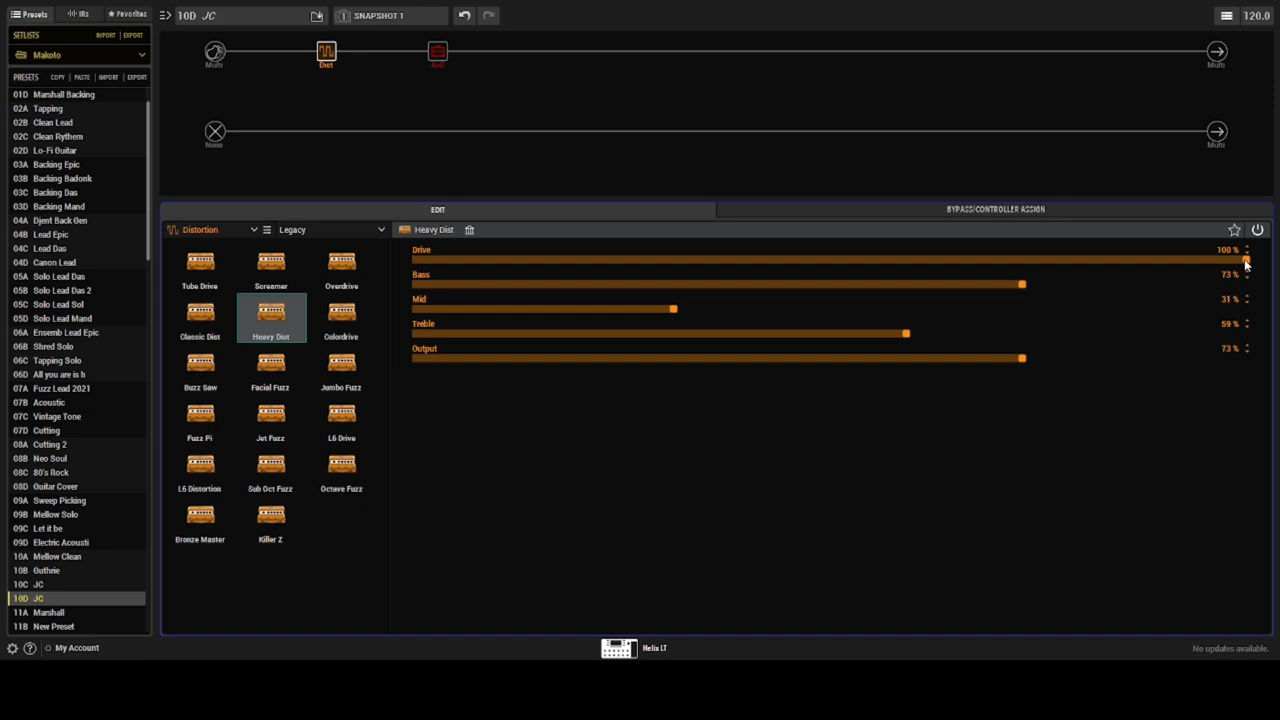 Presets
IRs
Favorites
10D JC
SNAPSHOT 1
120.0
SETLISTS
IMPORT
EXPORT
Makoto
PRESETS
COPY
PASTE
IMPORT
EXPORT
01D Marshall Backing
02A Tapping
02B Clean Lead
02C Clean Rythem
02D Lo-Fi Guitar
03A Backing Epic
03B Backing Badonk
03C Backing Das
03D Backing Mand
04A Djent Back Gen
04B Lead Epic
04C Lead Das
04D Canon Lead
05A Solo Lead Das
05B Solo Lead Das 2
05C Solo Lead Sol
05D Solo Lead Mand
06A Ensemb Lead Epic
06B Shred Solo
06C Tapping Solo
06D All you are is h
07A Fuzz Lead 2021
07B Acoustic
07C Vintage Tone
07D Cutting
08A Cutting 2
08B Neo Soul
08C 80's Rock
08D Guitar Cover
09A Sweep Picking
09B Mellow Solo
09C Let it be
09D Electric Acousti
10A Mellow Clean
10B Guthrie
10C JC
10D JC
11A Marshall
11B New Preset
Multi
Dist
A+C
Multi
None
Multi
EDIT
BYPASS/CONTROLLER ASSIGN
Distortion
Legacy
Heavy Dist
Tube Drive
Screamer
Overdrive
Classic Dist
Heavy Dist
Colordrive
Buzz Saw
Facial Fuzz
Jumbo Fuzz
Fuzz Pi
Jet Fuzz
L6 Drive
L6 Distortion
Sub Oct Fuzz
Octave Fuzz
Bronze Master
Killer Z
Drive 100 %
Bass 73 %
Mid 31 %
Treble 59 %
Output 73 %
My Account
Helix LT
No updates available.